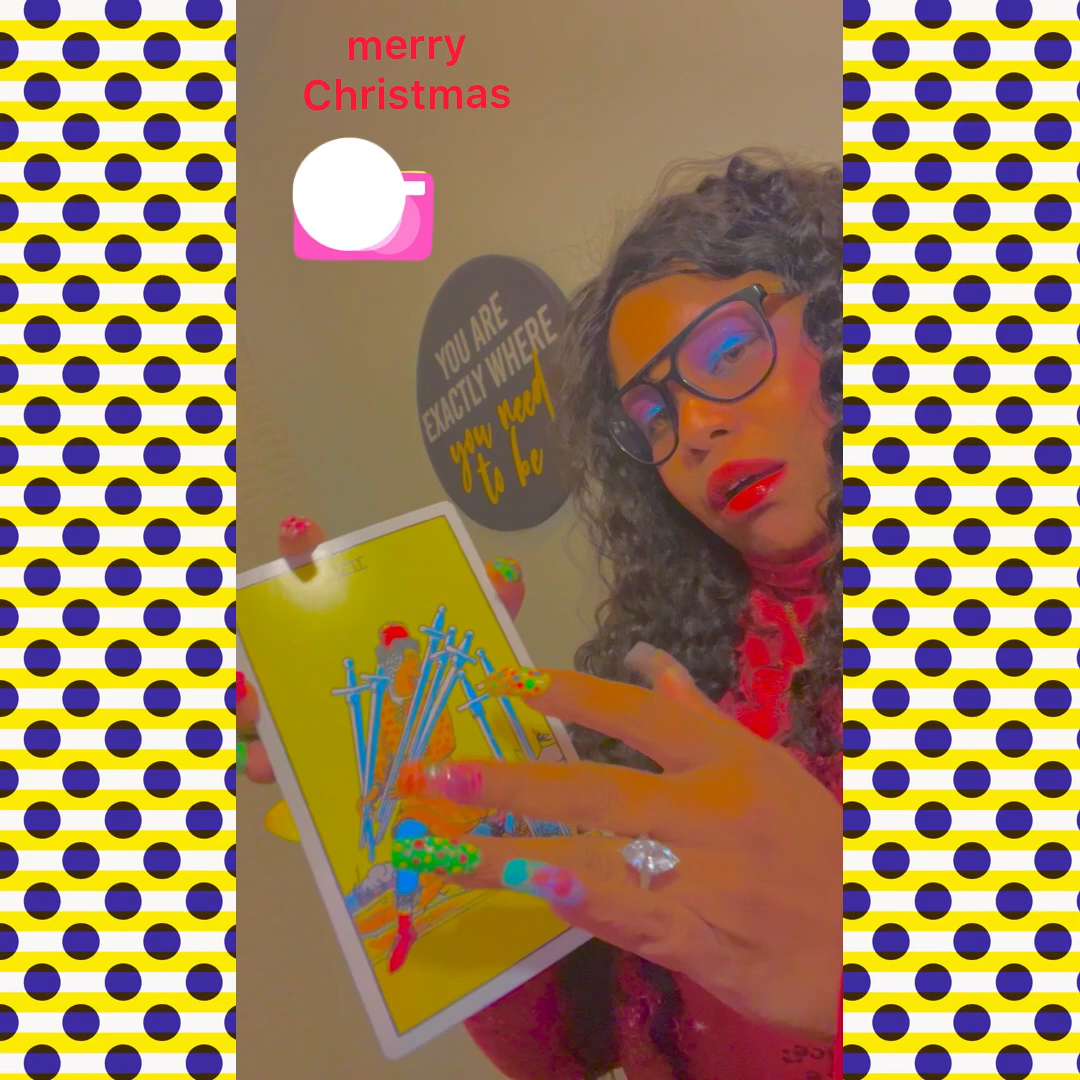 merry
Christmas
YOU ARE
EXACTLY WHERE
you need
to be